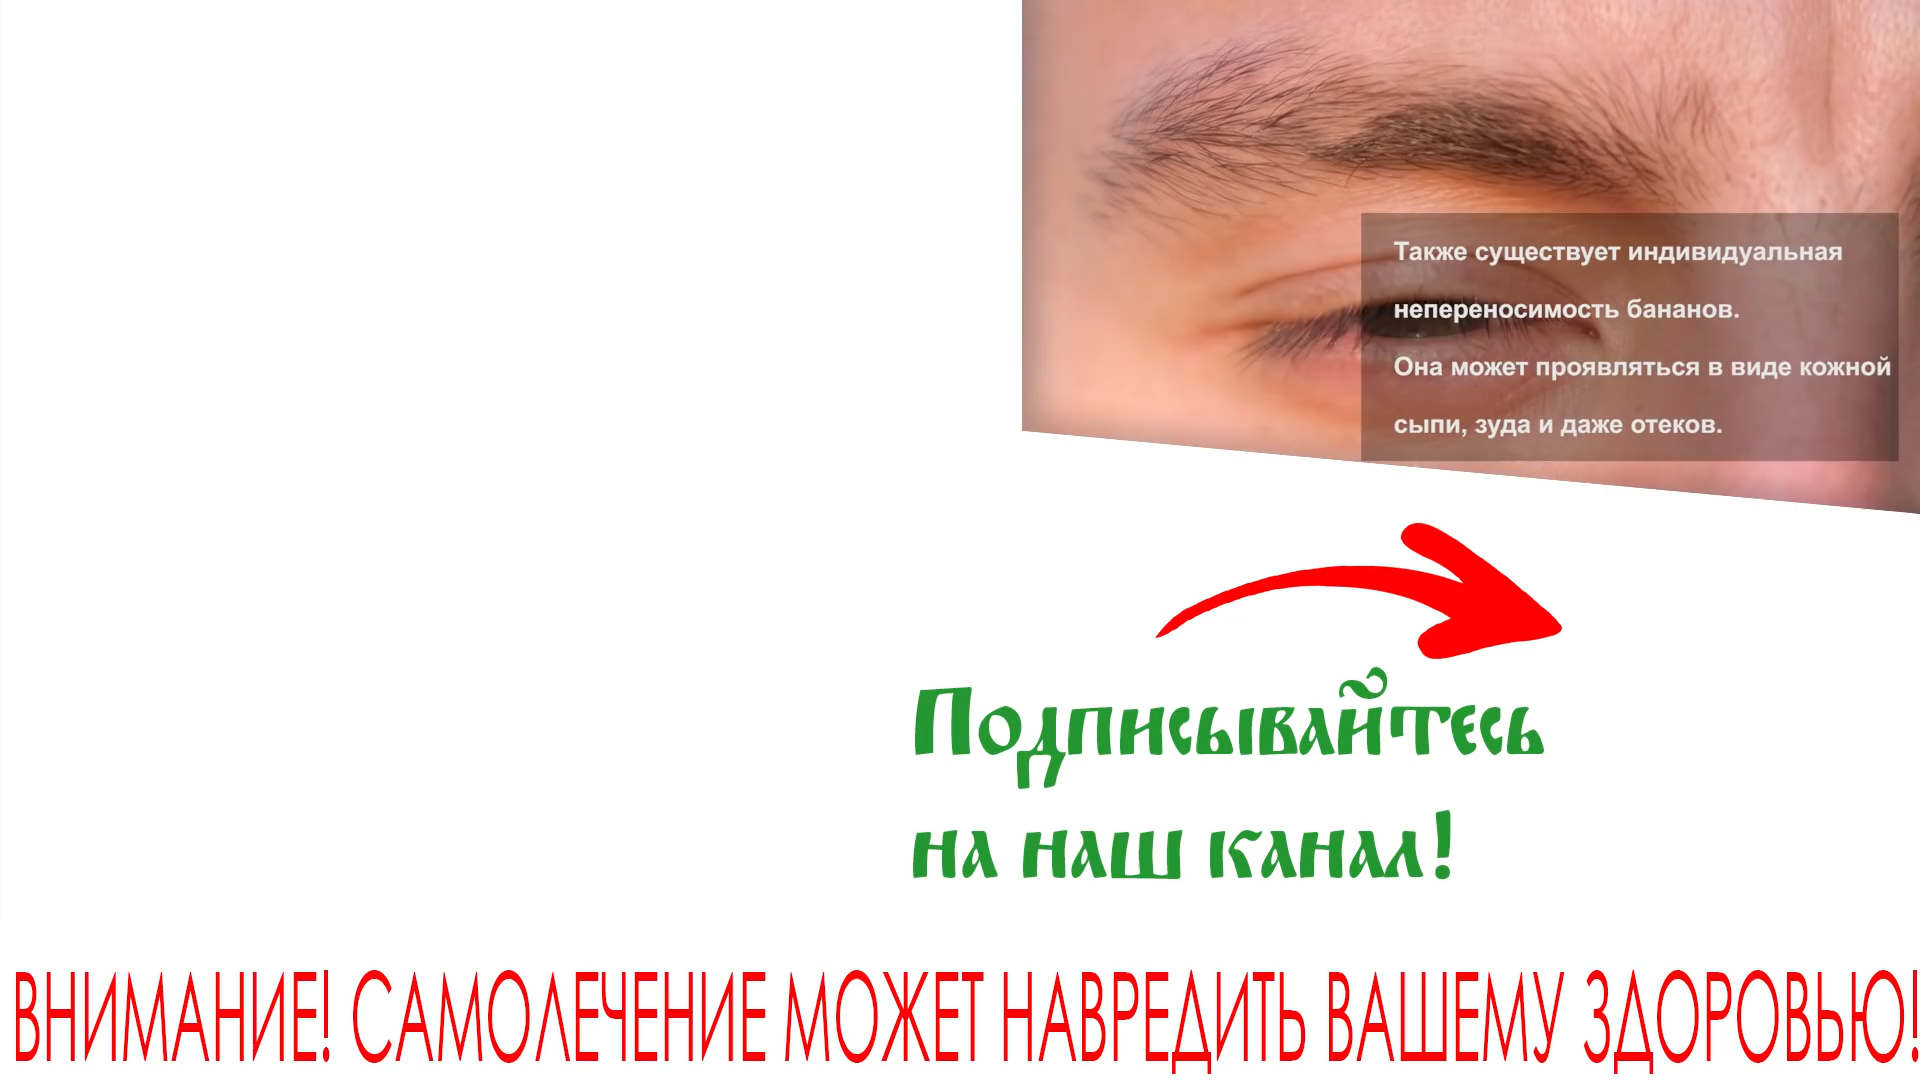 Также существует индивидуальная
непереносимость бананов.
Она может проявляться в виде кожной
сыпи, зуда и даже отеков.
Подписывайтесь
на наш канал!
ВНИМАНИЕ! САМОЛЕЧЕНИЕ МОЖЕТ НАВРЕДИТЬ ВАШЕМУ ЗДОРОВЬЮ!